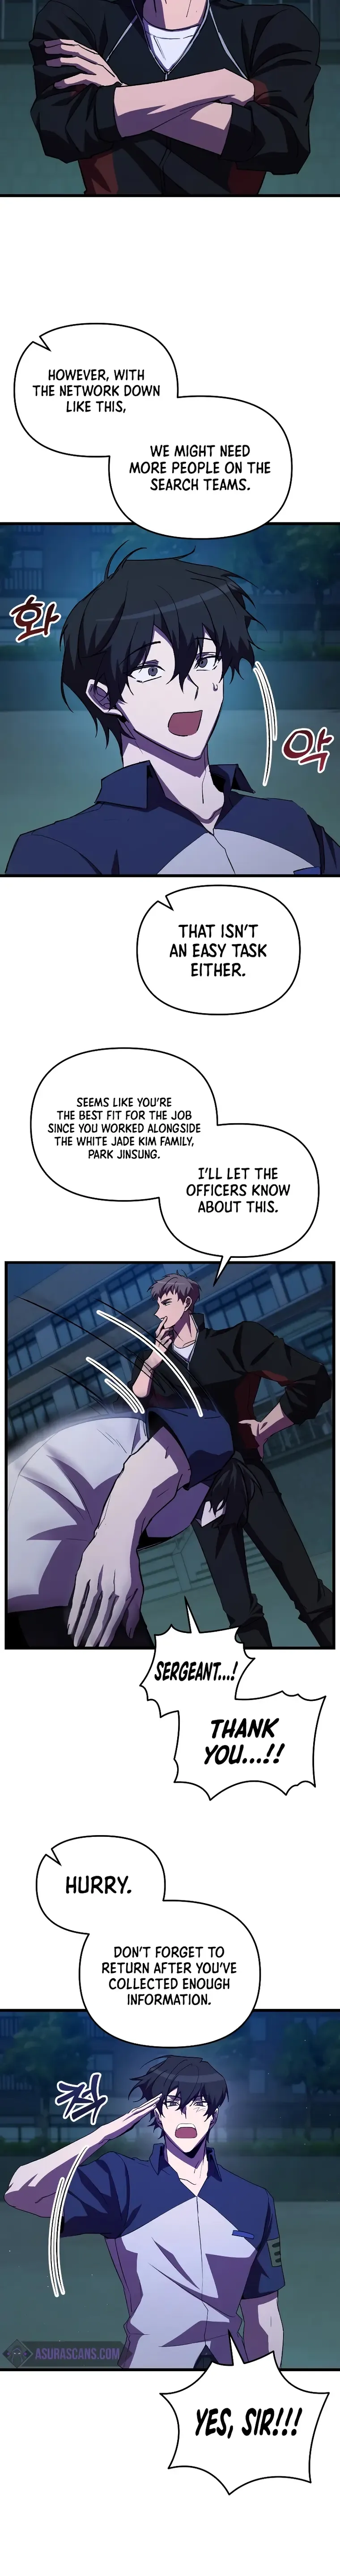 HOWEVER, WITH
THE NETWORK DOWN
LIKE THIS,
WE MIGHT NEED
MORE PEOPLE ON THE
SEARCH TEAMS.
화
악
THAT ISN'T
AN EASY TASK
EITHER.
SEEMS LIKE YOU'RE
THE BEST FIT FOR THE JOB
SINCE YOU WORKED ALONGSIDE
THE WHITE JADE KIM FAMILY,
PARK JINSUNG.
I'LL LET THE
OFFICERS KNOW
ABOUT THIS.
SERGEANT...!
THANK
YOU...!!
HURRY.
DON'T FORGET TO
RETURN AFTER YOU'VE
COLLECTED ENOUGH
INFORMATION.
척
ASURASCANS.COM
YES, SIR!!!